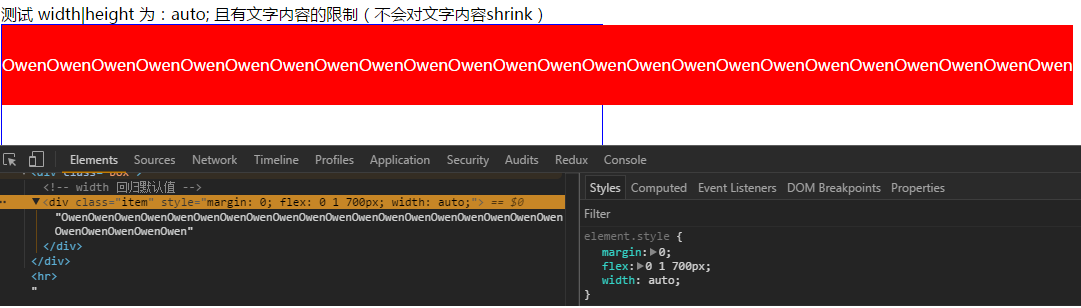 测试 width|height 为：auto; 且有文字内容的限制（不会对文字内容shrink）
OwenOwenOwenOwenOwenOwenOwenOwenOwenOwenOwenOwenOwenOwenOwenOwenOwenOwenOwenOwenOwenOwenOwenOwen
Elements Sources Network Timeline Profiles Application Security Audits Redux Console
<div class="box">
<!-- width 回归默认值 -->
<div class="item" style="margin: 0; flex: 0 1 700px; width: auto;"> == $0
"OwenOwenOwenOwenOwenOwenOwenOwenOwenOwenOwenOwenOwenOwenOwenOwenOwenOwenOwen
OwenOwenOwenOwenOwen"
</div>
</div>
<hr>
"
Styles Computed Event Listeners DOM Breakpoints Properties
Filter
element.style {
margin: 0;
flex: 0 1 700px;
width: auto;
}